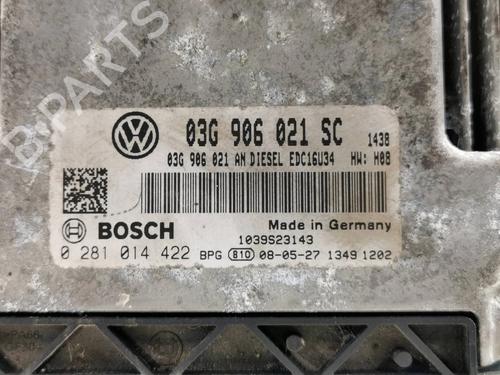 B-PARTS
VW
03G 906 021 SC 1438
03G 906 021 AN DIESEL EDC16U34 HW: H08
BOSCH
Made in Germany
1039S23143
0 281 014 422 BPG 810 08-05-27 1349 1202